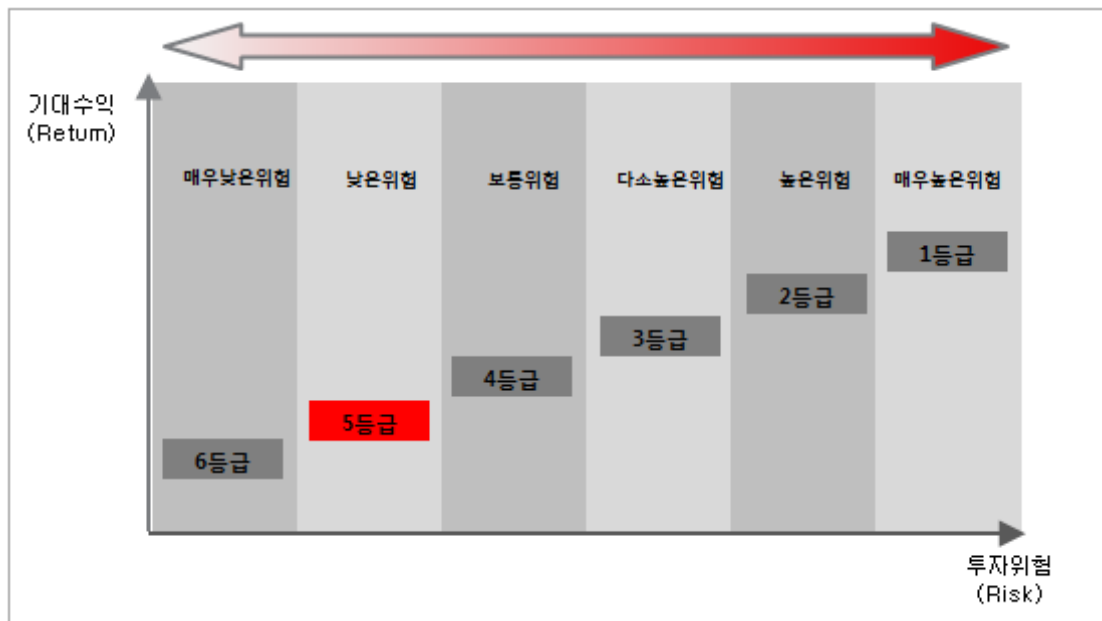 기대수익
(Retum)
매우낮은위험
낮은위험
보통위험
다소높은위험
높은위험
매우높은위험
1등급
2등급
3등급
4등급
5등급
6등급
투자위험
(Risk)